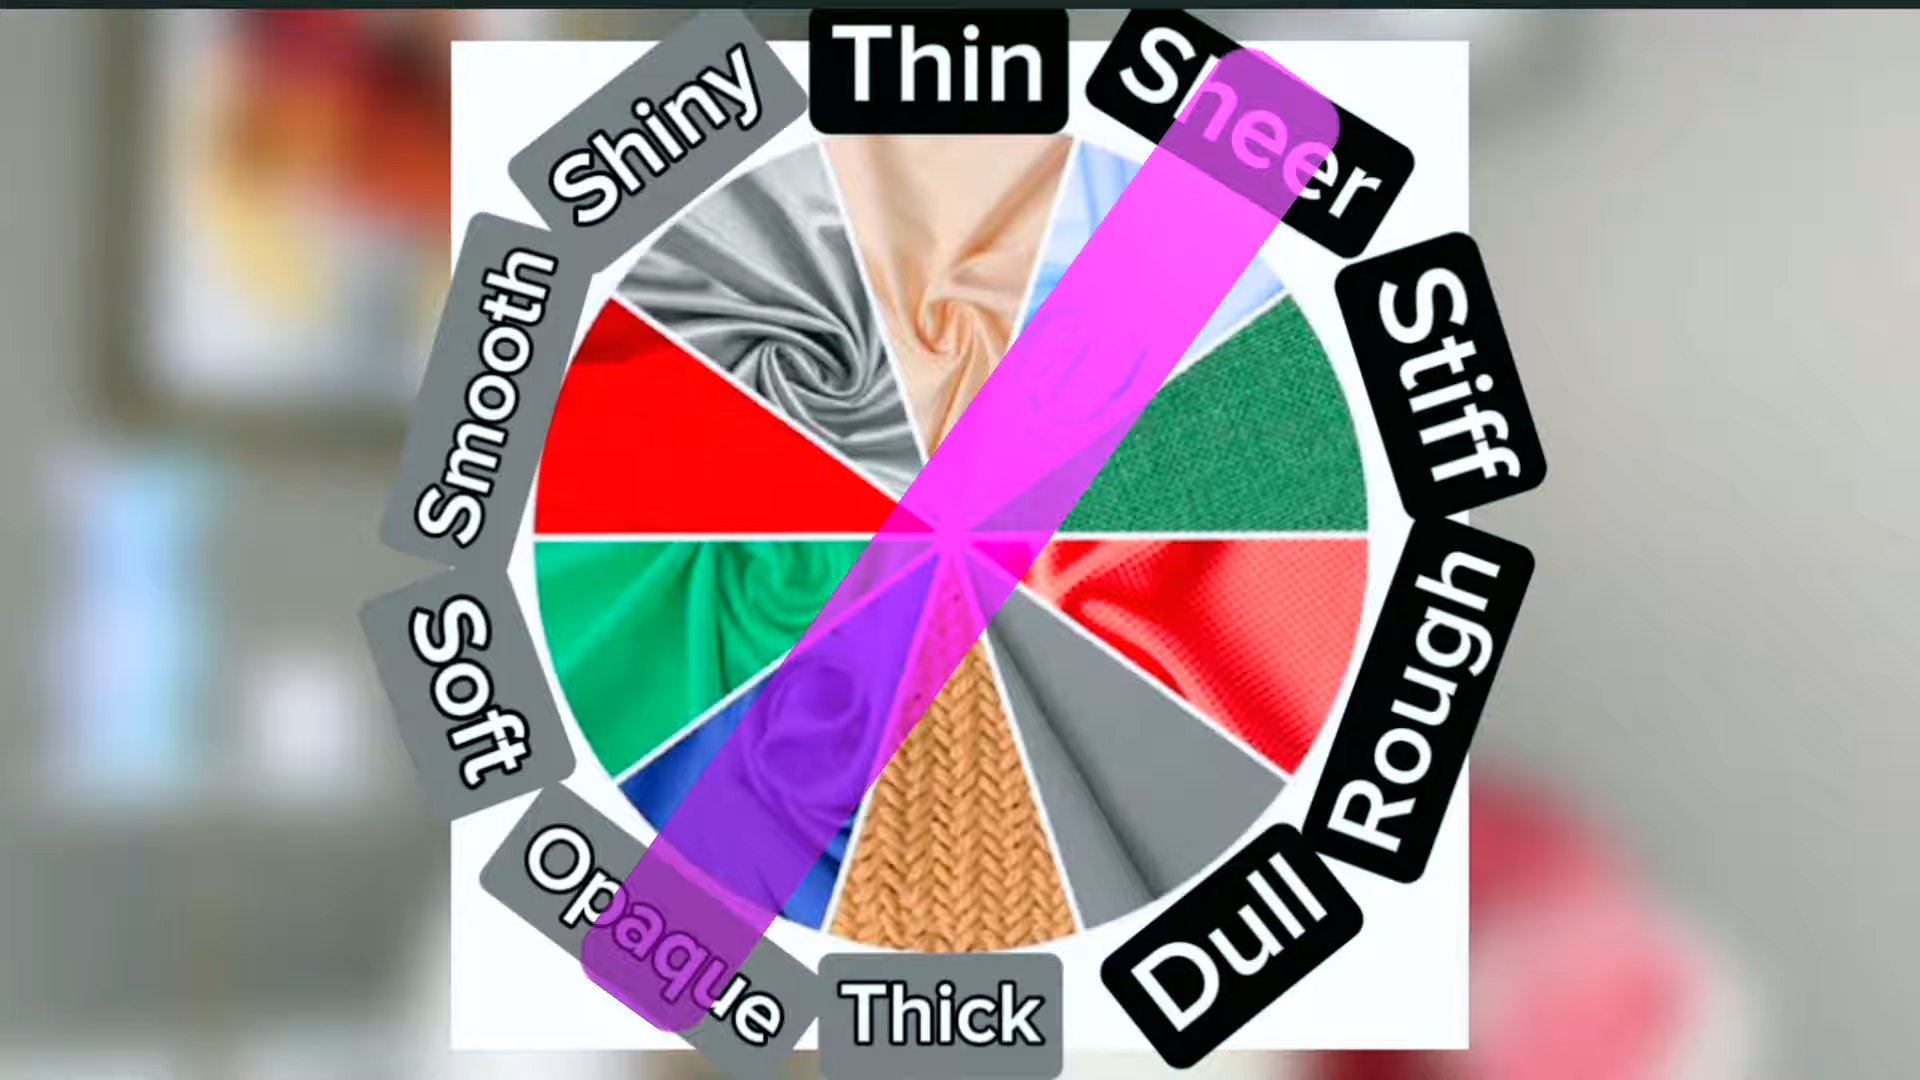 Thin
Sheer
Stiff
Rough
Dull
Thick
Opaque
Soft
Smooth
Shiny